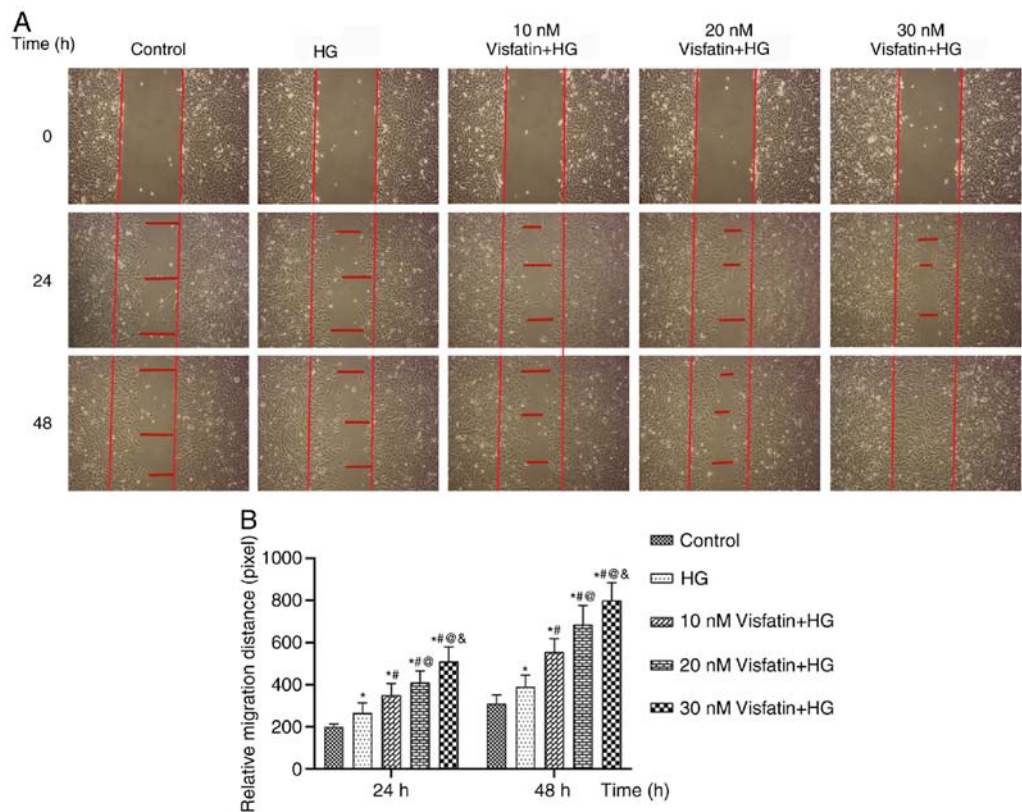 A
Time (h)
Control
HG
10 nM
Visfatin+HG
20 nM
Visfatin+HG
30 nM
Visfatin+HG
0
24
48
B
Relative migration distance (pixel)
1000
800
600
400
200
0
*
*#
*#@
*#@&
*
*#
*#@
*#@&
24 h
48 h
Time (h)
Control
HG
10 nM Visfatin+HG
20 nM Visfatin+HG
30 nM Visfatin+HG